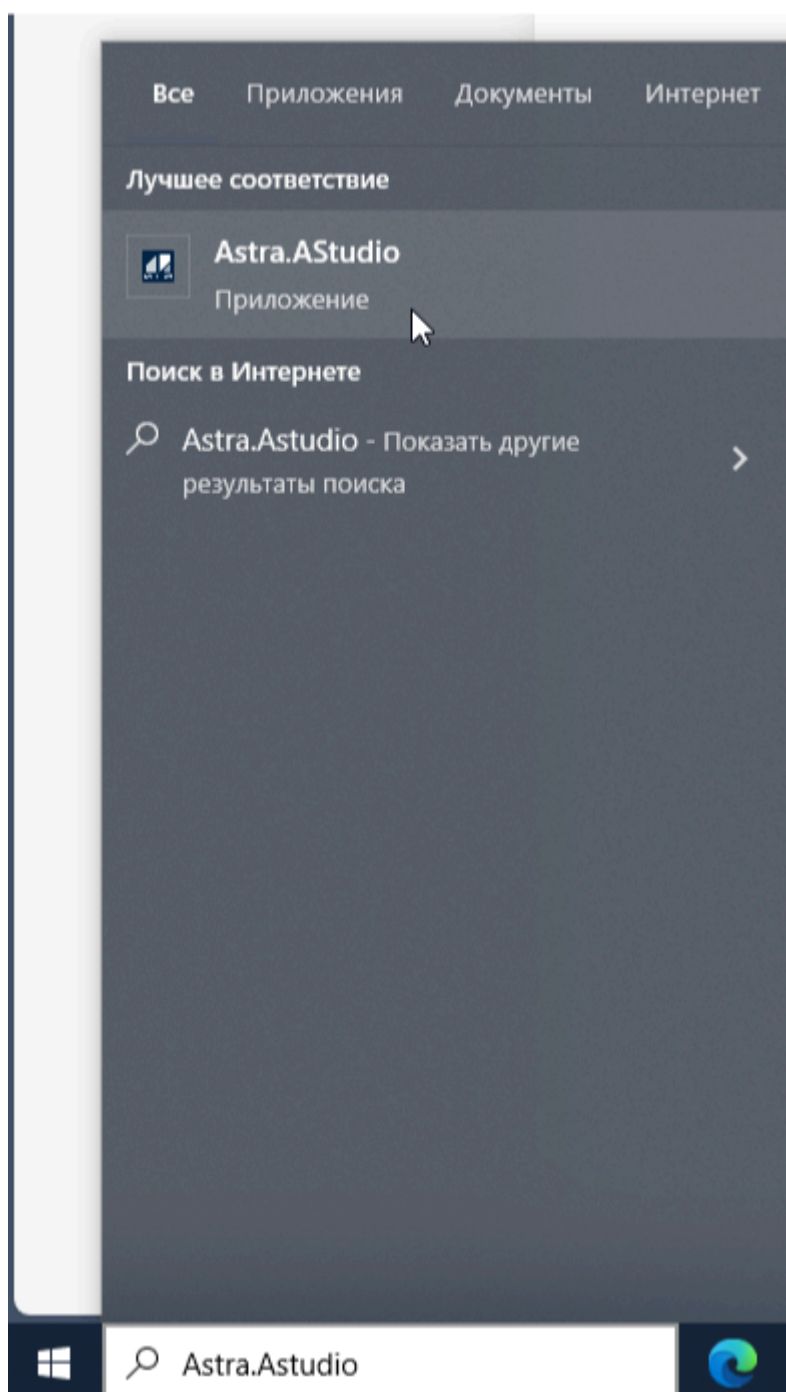 Все Приложения Документы Интернет
Лучшее соответствие
Astra.AStudio
Приложение
Поиск в Интернете
Astra.Astudio - Показать другие
результаты поиска
Astra.Astudio